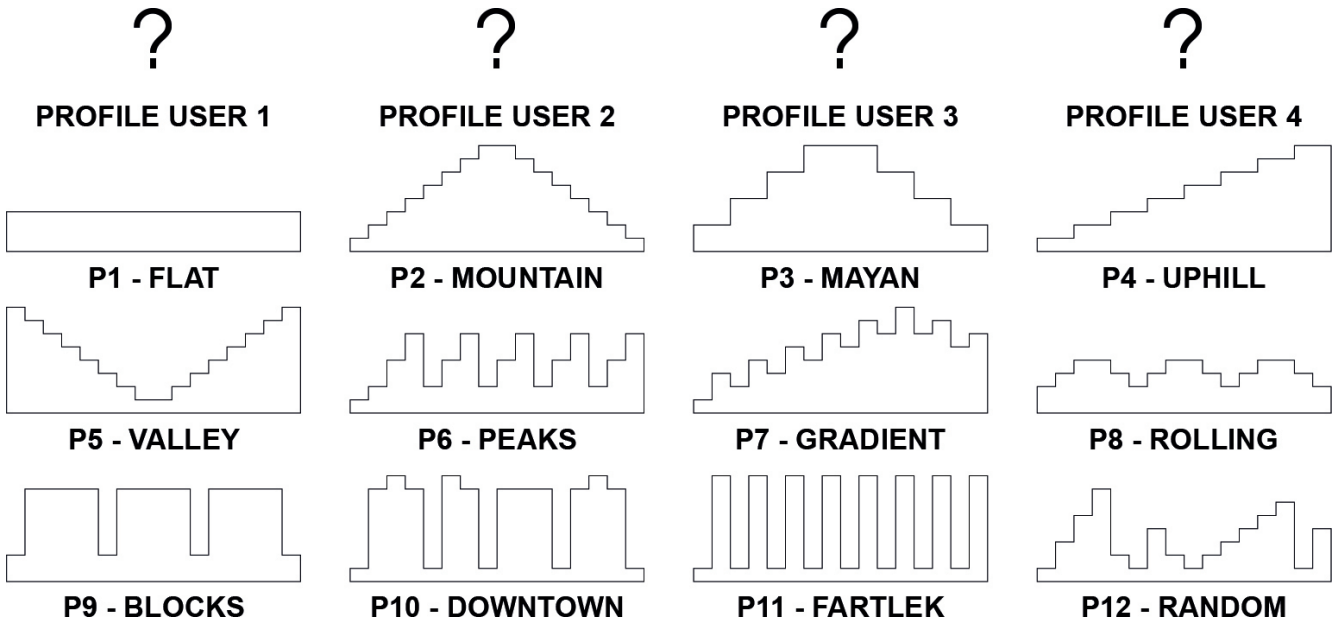 ? ? ? ?
PROFILE USER 1 PROFILE USER 2 PROFILE USER 3 PROFILE USER 4
P1 - FLAT P2 - MOUNTAIN P3 - MAYAN P4 - UPHILL
P5 - VALLEY P6 - PEAKS P7 - GRADIENT P8 - ROLLING
P9 - BLOCKS P10 - DOWNTOWN P11 - FARTLEK P12 - RANDOM